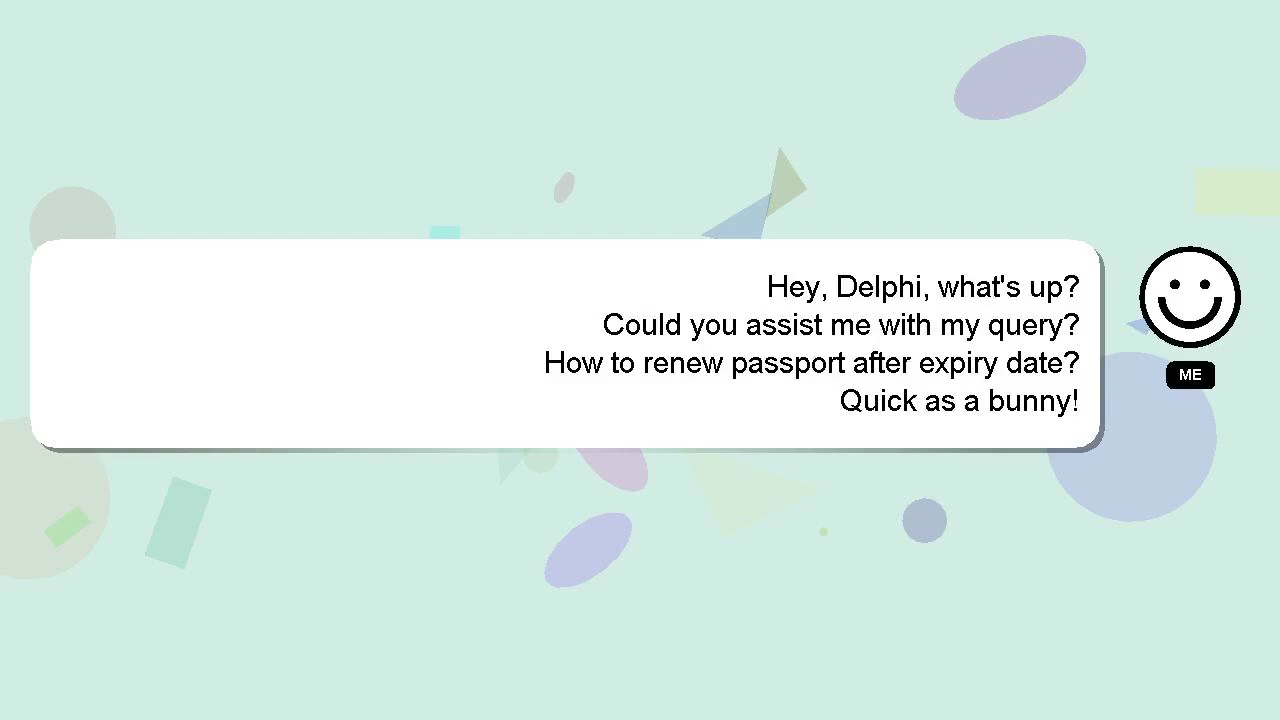 Hey, Delphi, what's up?
Could you assist me with my query?
How to renew passport after expiry date?
Quick as a bunny!
ME